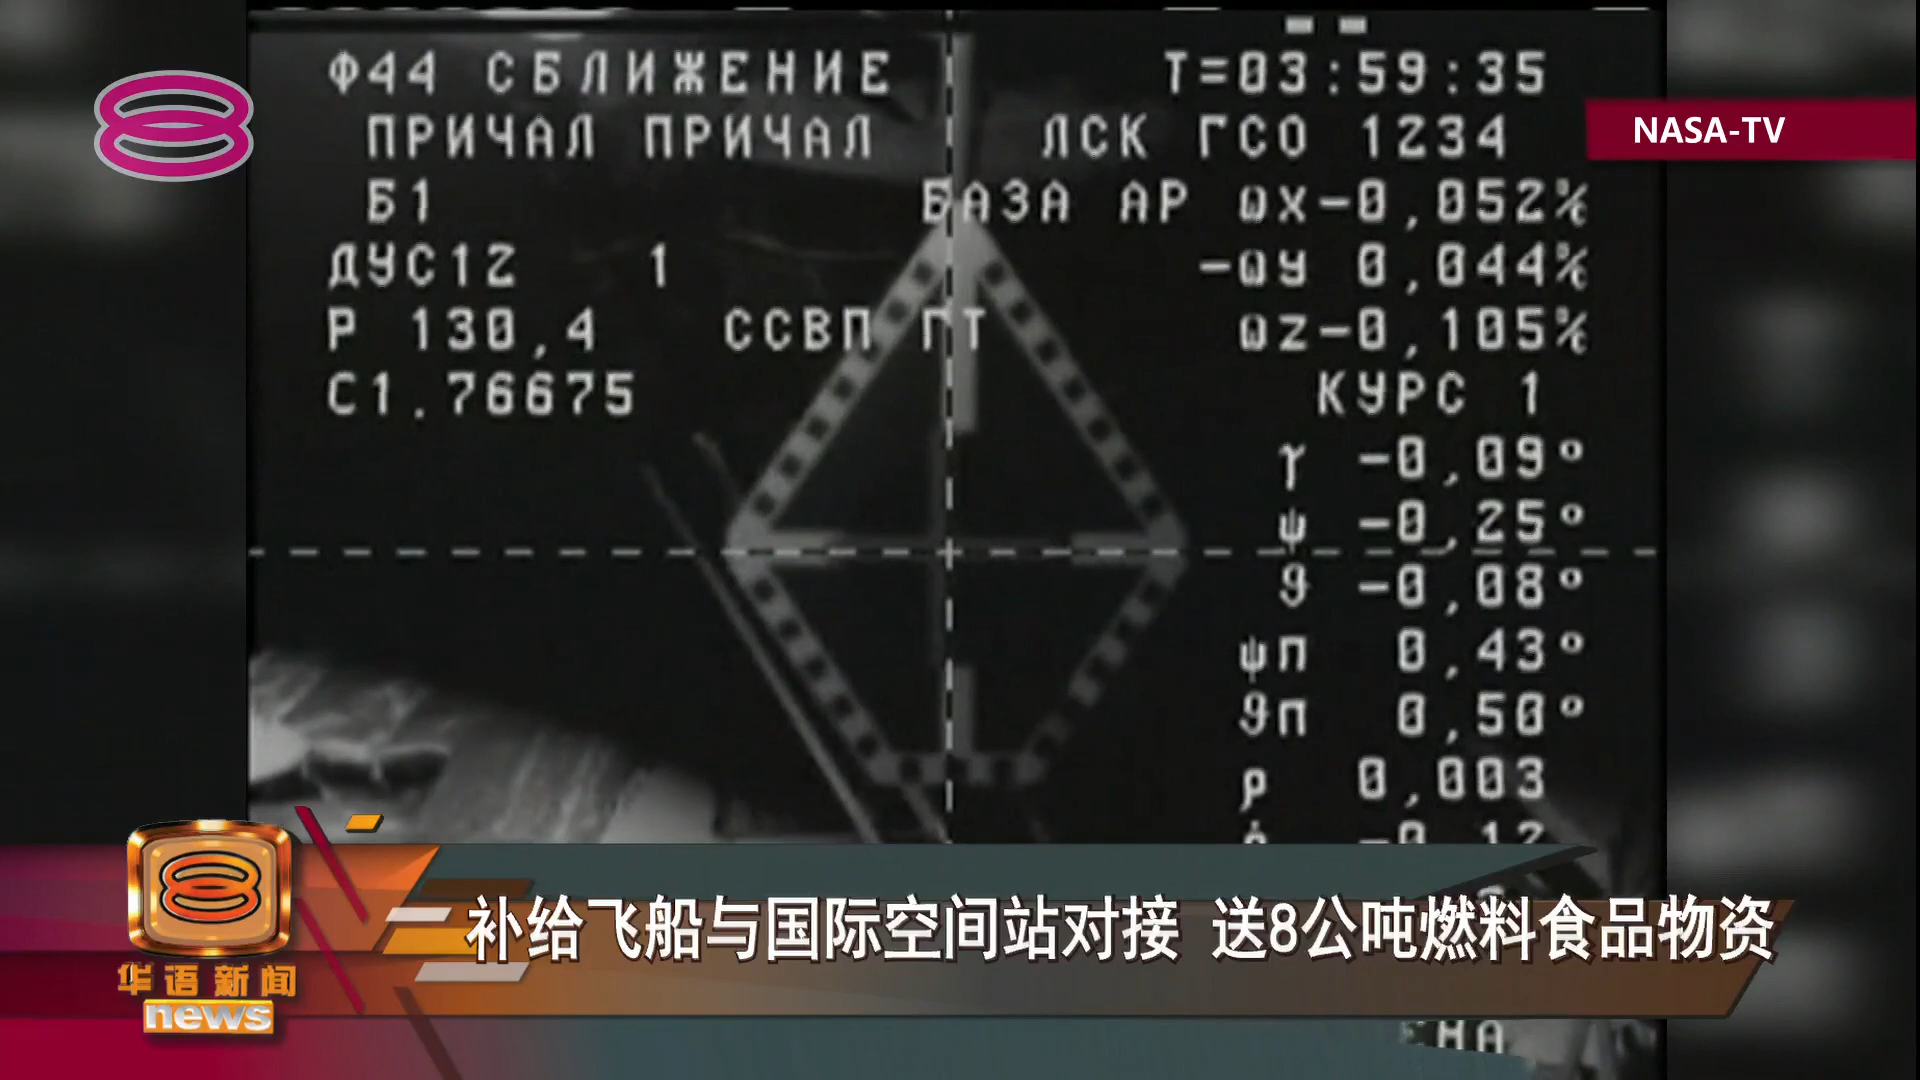 Ф44 СБЛИЖЕНИЕ T=03:59:35
ПРИЧАЛ ПРИЧАЛ ЛСК ГСО 1234
NASA-TV
Б1 БАЗА АР ωX-0,052%
ДУС12 1 -ωУ 0,044%
Р 130,4 ССВП ГТ ωZ-0,105%
С1.76675 КУРС 1
γ -0,09°
ψ -0,25°
ϑ -0,08°
ψП 0,43°
ϑП 0,50°
ρ 0,003
补给飞船与国际空间站对接 送8公吨燃料食品物资
华语新闻
news